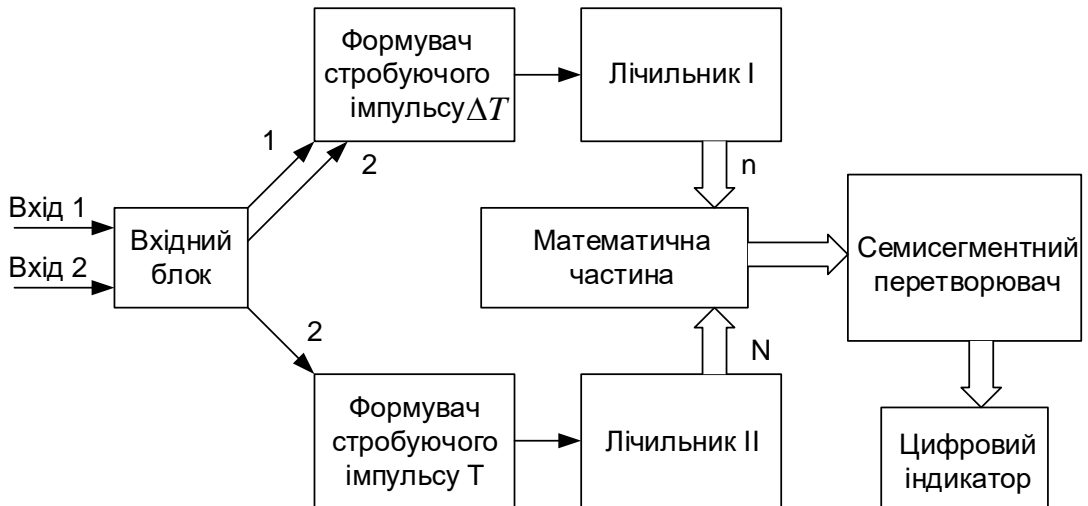 Формувач
стробуючого
імпульсу ΔT
Лічильник I
1
2
n
Вхід 1
Вхід 2
Вхідний
блок
Математична
частина
Семисегментний
перетворювач
2
N
Формувач
стробуючого
імпульсу Т
Лічильник II
Цифровий
індикатор